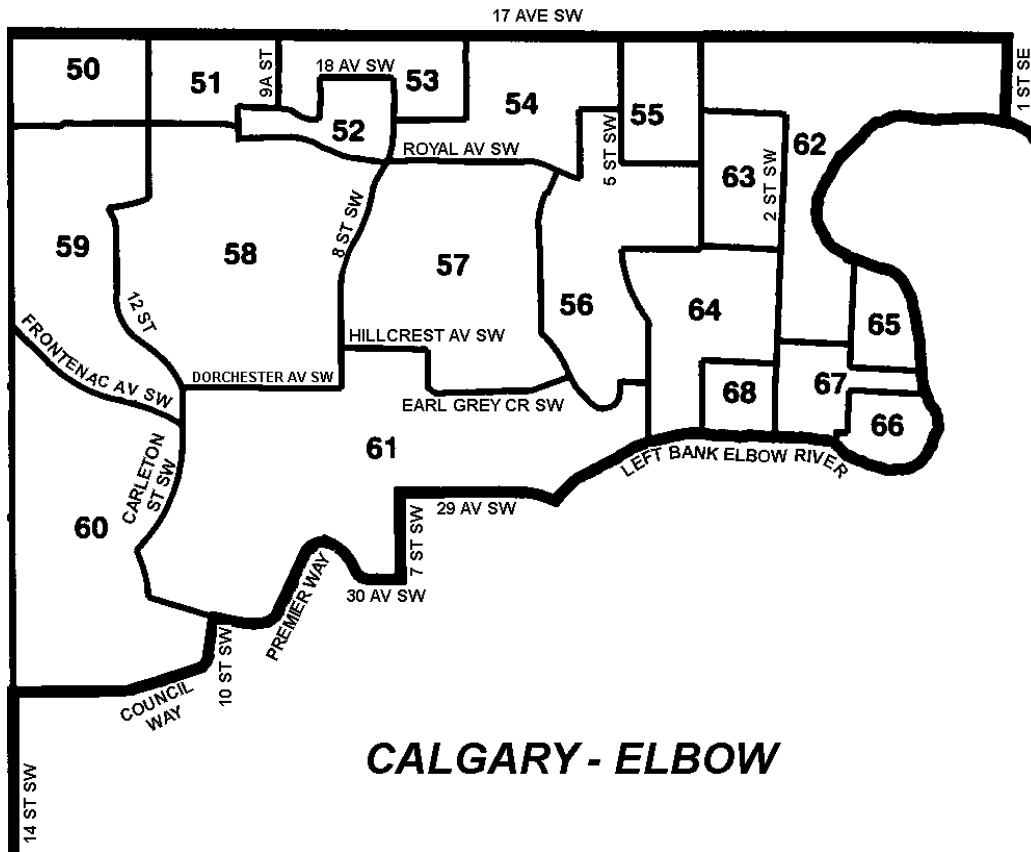 17 AVE SW
50
51
9A ST
18 AV SW
53
54
55
62
1 ST SE
52
ROYAL AV SW
5 ST SW
63
2 ST SW
59
58
8 ST SW
57
56
64
65
12 ST
FRONTENAC AV SW
HILLCREST AV SW
DORCHESTER AV SW
EARL GREY CR SW
68
67
66
61
LEFT BANK ELBOW RIVER
CARLETON
ST SW
60
29 AV SW
7 ST SW
30 AV SW
PREMIER WAY
10 ST SW
COUNCIL
WAY
CALGARY - ELBOW
14 ST SW